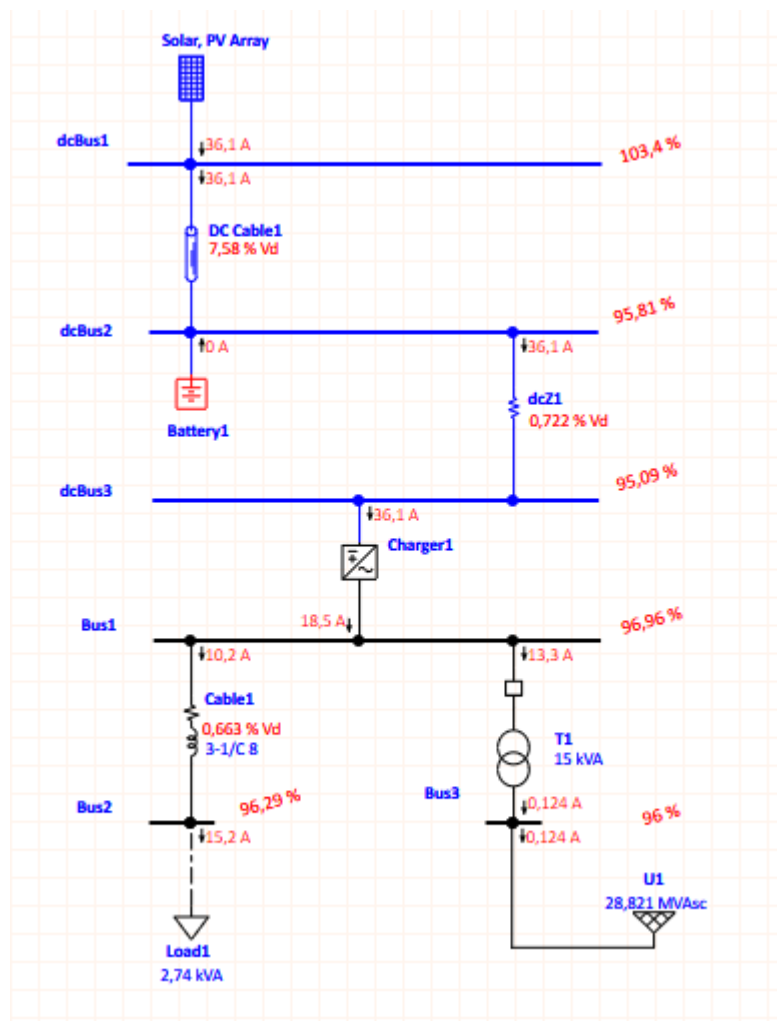 Solar, PV Array
dcBus1
36,1 A
103,4 %
36,1 A
DC Cable1
7,58 % Vd
dcBus2
95,81 %
0 A
36,1 A
dcZ1
0,722 % Vd
Battery1
dcBus3
95,09 %
36,1 A
Charger1
18,5 A
Bus1
96,96 %
10,2 A
13,3 A
Cable1
0,663 % Vd
3-1/C 8
T1
15 kVA
Bus2
96,29 %
Bus3
0,124 A
96 %
15,2 A
0,124 A
U1
28,821 MVAsc
Load1
2,74 kVA